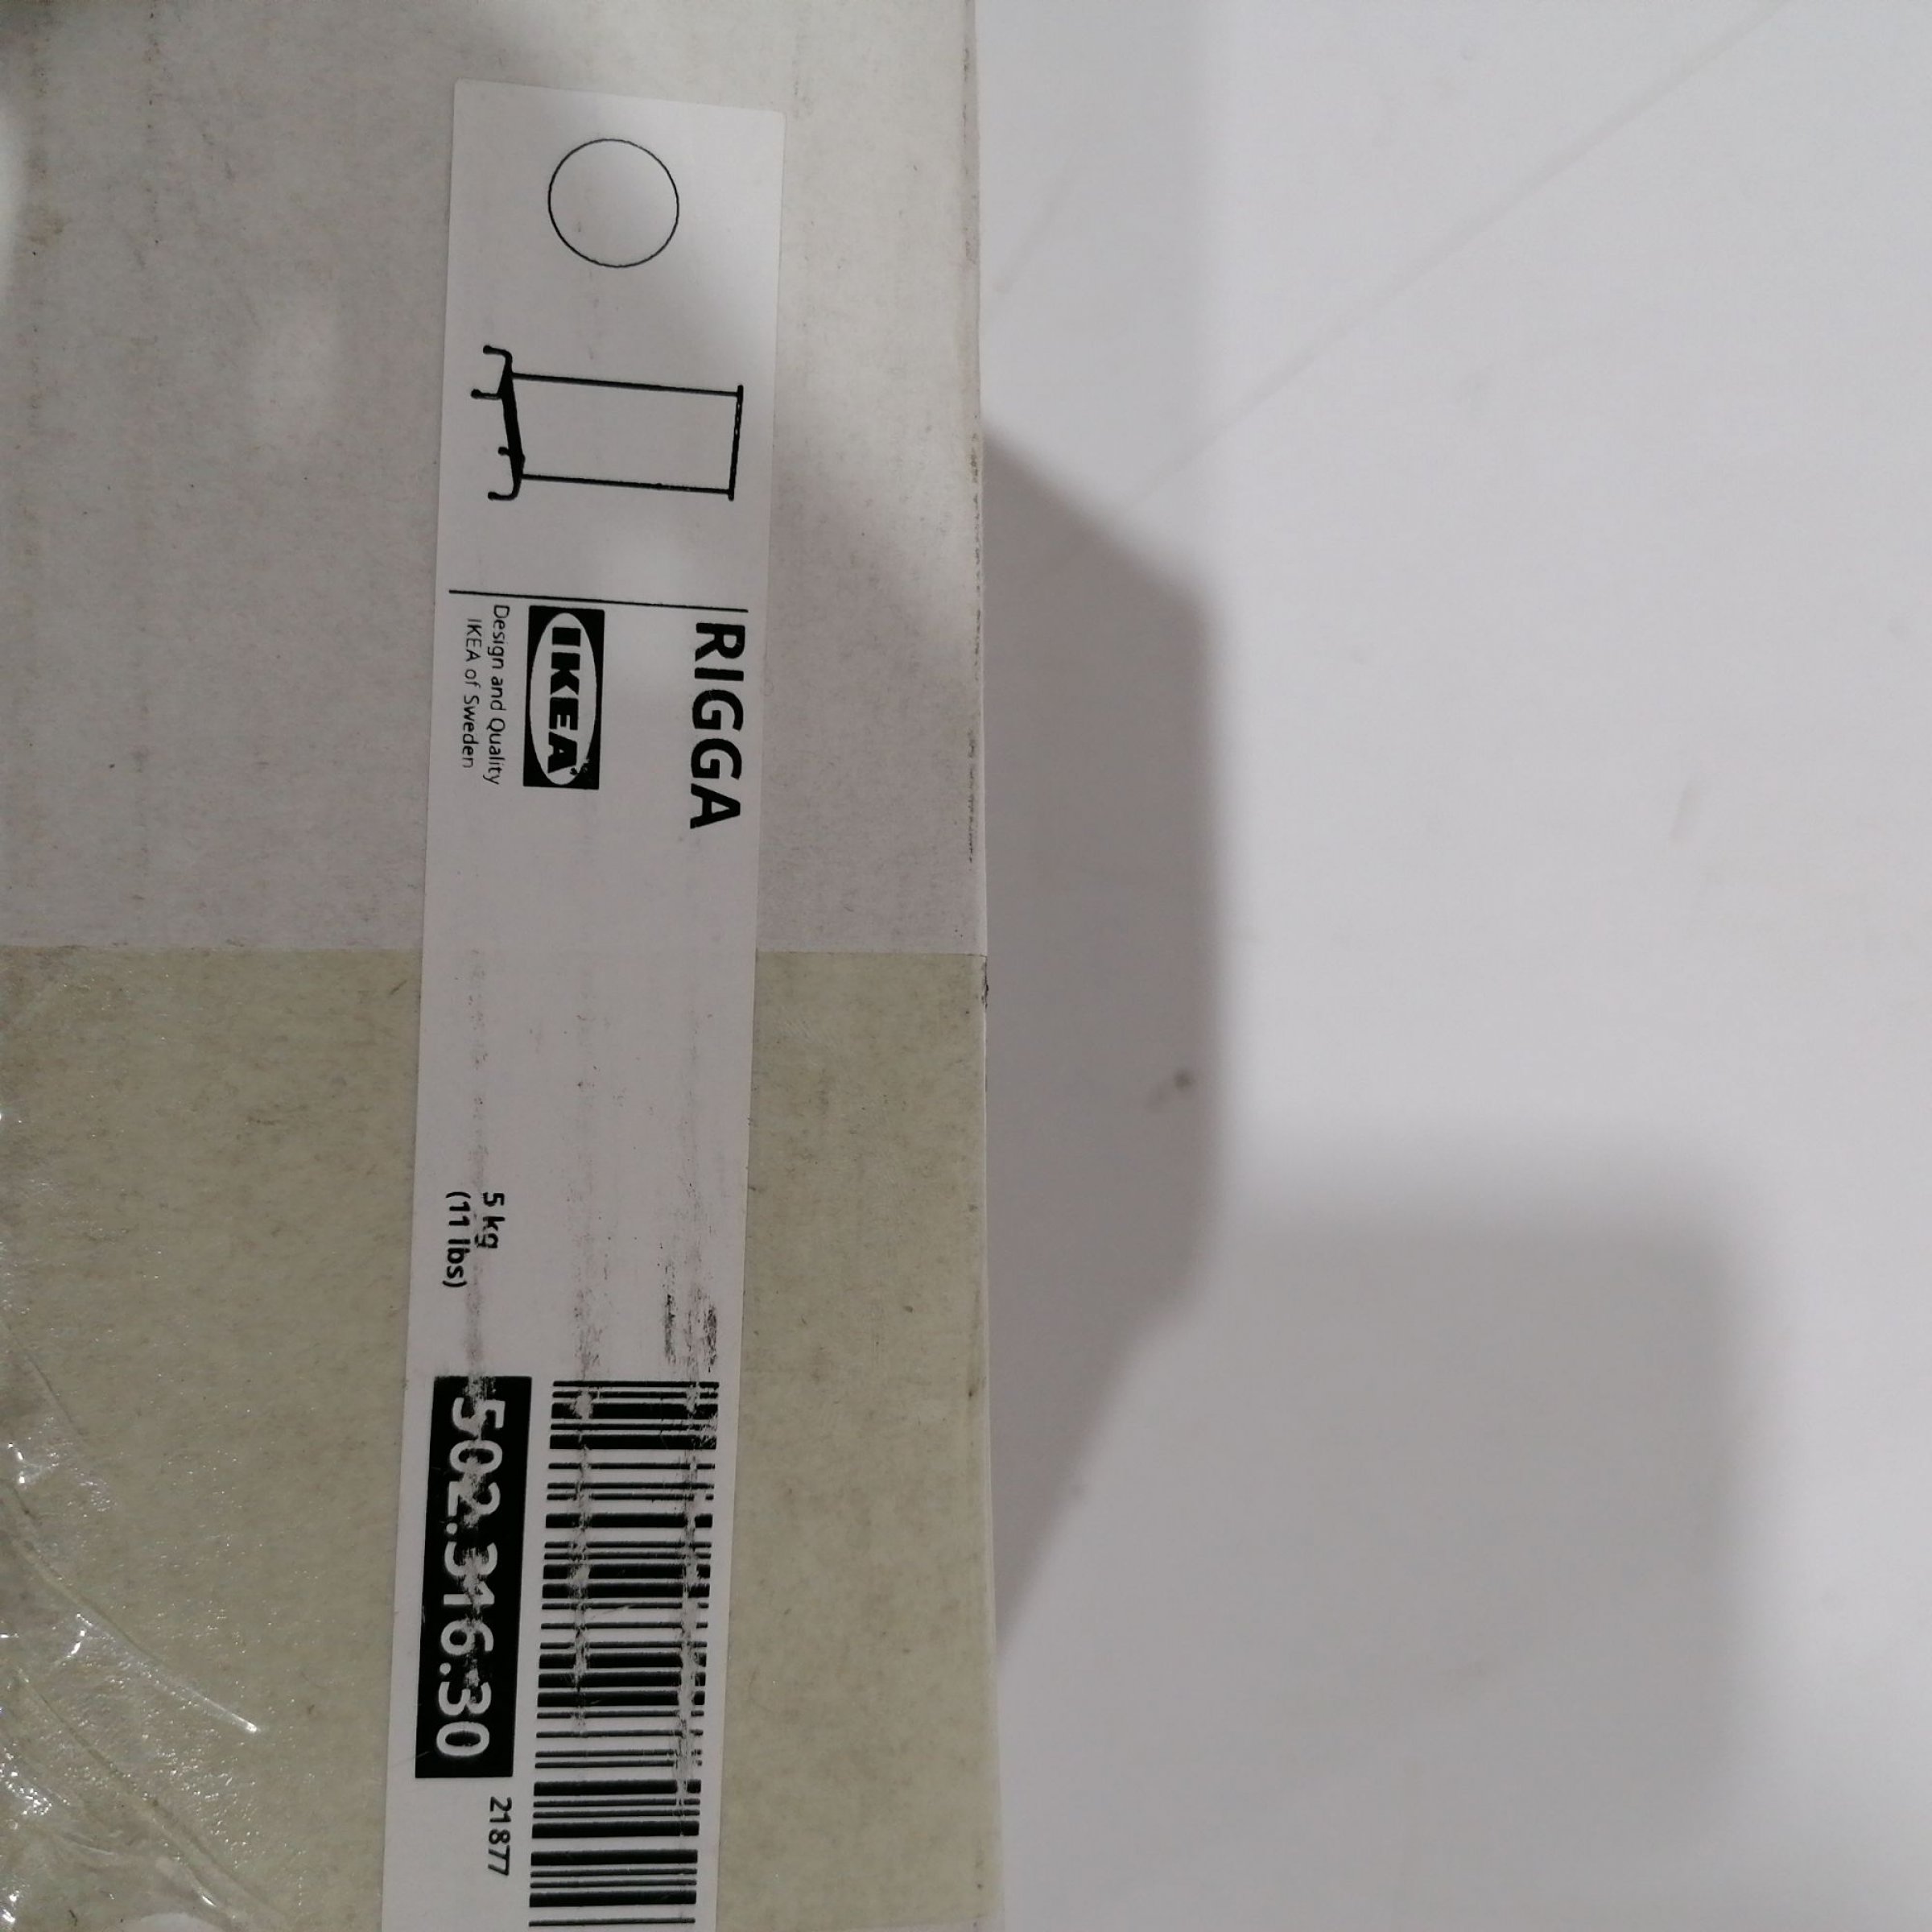 RIGGA
IKEA®
Design and Quality
IKEA of Sweden
5 kg
(11 lbs)
502.316.30
21877